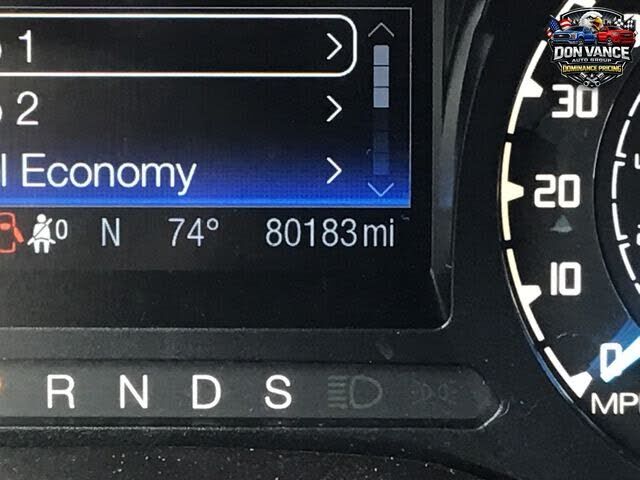 1
2
l Economy
0 N 74° 80183 mi
R N D S
30
20
10
0
MPH
DON VANCE
AUTO GROUP
DOMINANCE PRICING